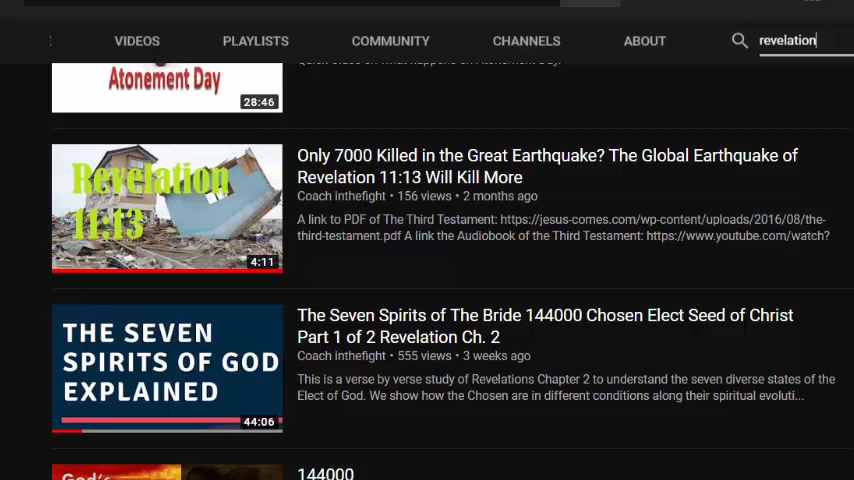 VIDEOS PLAYLISTS COMMUNITY CHANNELS ABOUT revelation
Atonement Day
28:46
Revelation
11:13
4:11
Only 7000 Killed in the Great Earthquake? The Global Earthquake of
Revelation 11:13 Will Kill More
Coach inthefight • 156 views • 2 months ago
A link to PDF of The Third Testament: https://jesus-comes.com/wp-content/uploads/2016/08/the-
third-testament.pdf A link the Audiobook of the Third Testament: https://www.youtube.com/watch?
THE SEVEN
SPIRITS OF GOD
EXPLAINED
44:06
The Seven Spirits of The Bride 144000 Chosen Elect Seed of Christ
Part 1 of 2 Revelation Ch. 2
Coach inthefight • 555 views • 3 weeks ago
This is a verse by verse study of Revelations Chapter 2 to understand the seven diverse states of the
Elect of God. We show how the Chosen are in different conditions along their spiritual evoluti...
God's
144000